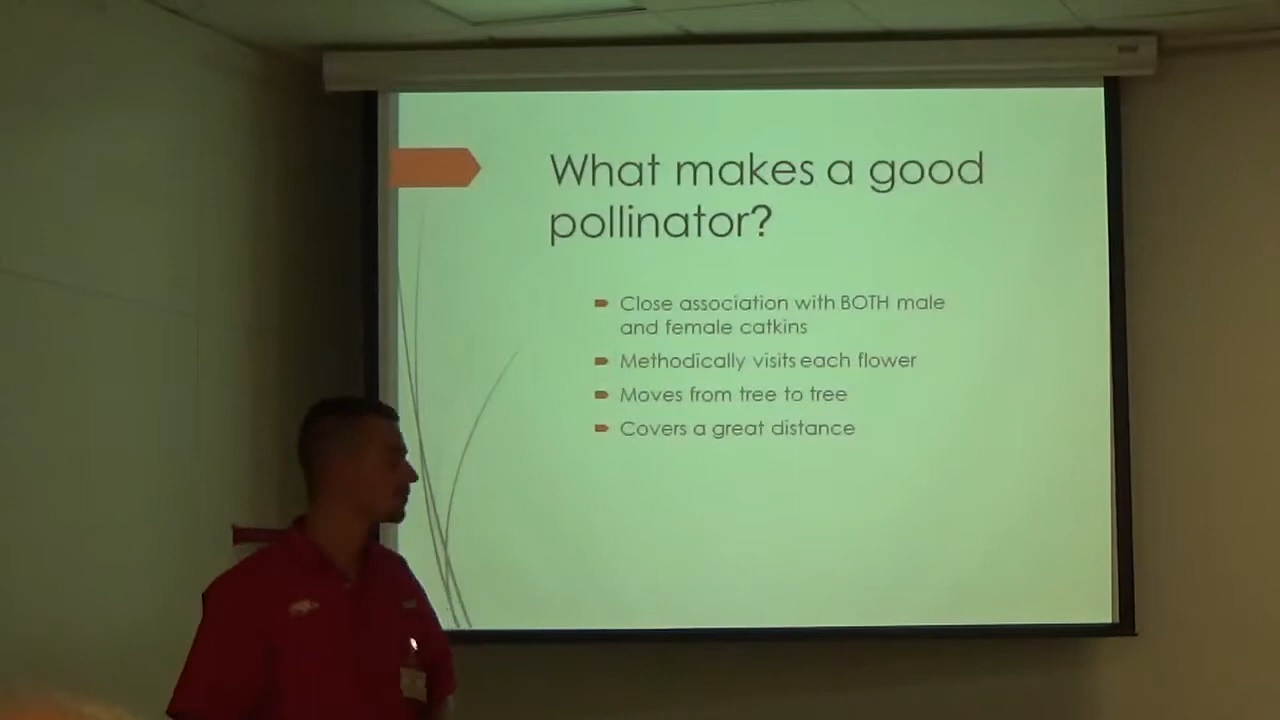 What makes a good
pollinator?
Close association with BOTH male
and female catkins
Methodically visits each flower
Moves from tree to tree
Covers a great distance